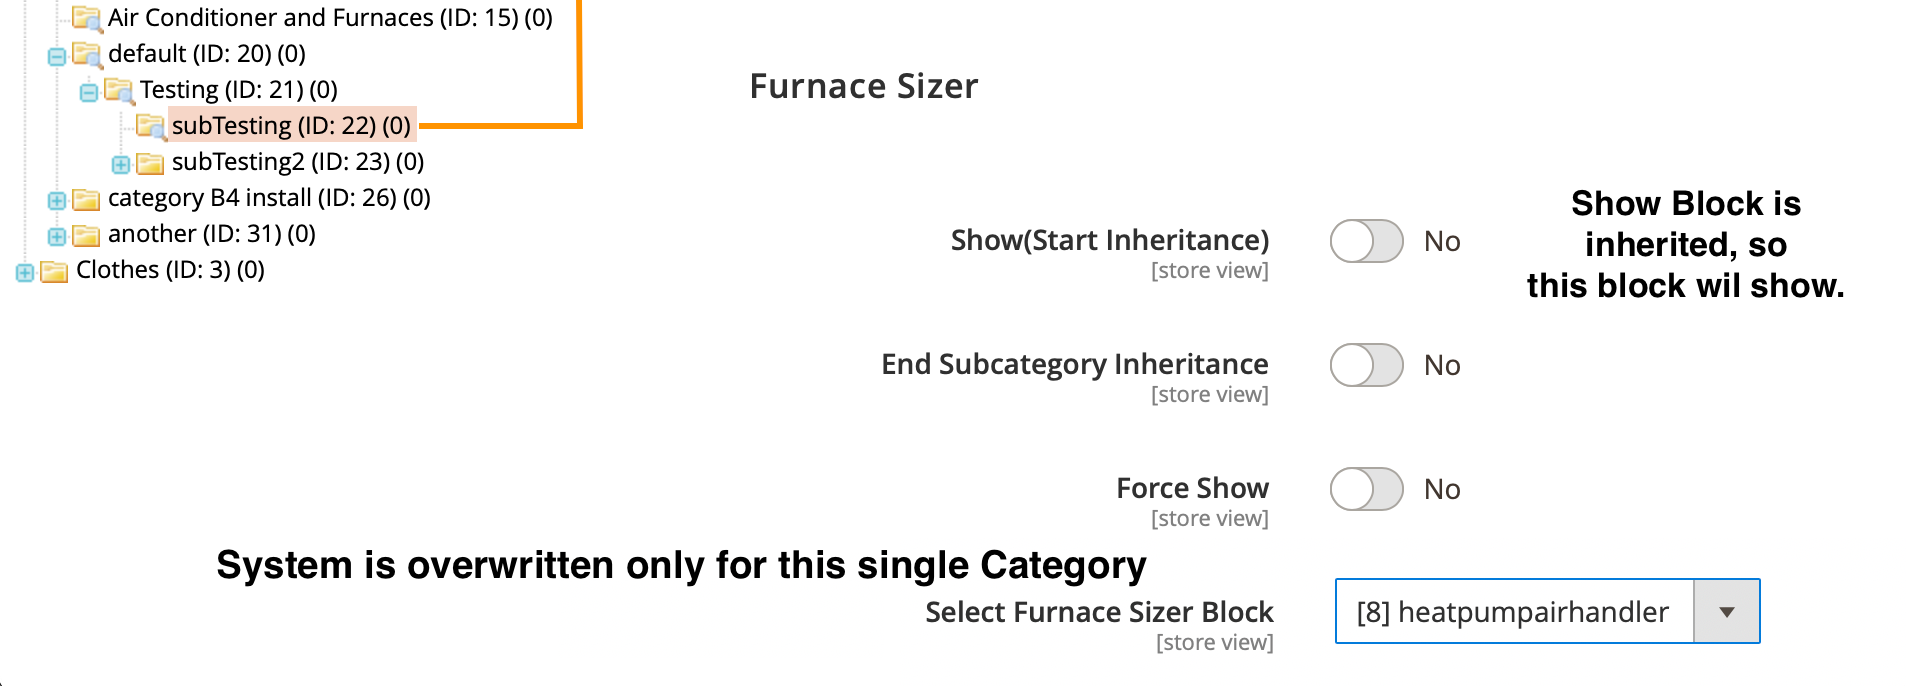 Air Conditioner and Furnaces (ID: 15) (0)
default (ID: 20) (0)
Testing (ID: 21) (0)
subTesting (ID: 22) (0)
subTesting2 (ID: 23) (0)
category B4 install (ID: 26) (0)
another (ID: 31) (0)
Clothes (ID: 3) (0)
Furnace Sizer
Show(Start Inheritance)
[store view]
No
Show Block is
inherited, so
this block wil show.
End Subcategory Inheritance
[store view]
No
Force Show
[store view]
No
System is overwritten only for this single Category
Select Furnace Sizer Block
[store view]
[8] heatpumpairhandler